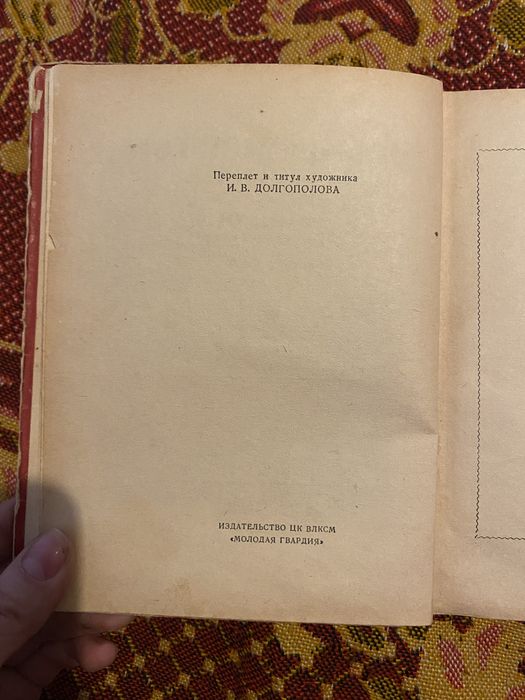 Переплет и титул художника
И. В. ДОЛГОПОЛОВА
ИЗДАТЕЛЬСТВО ЦК ВЛКСМ
«МОЛОДАЯ ГВАРДИЯ»